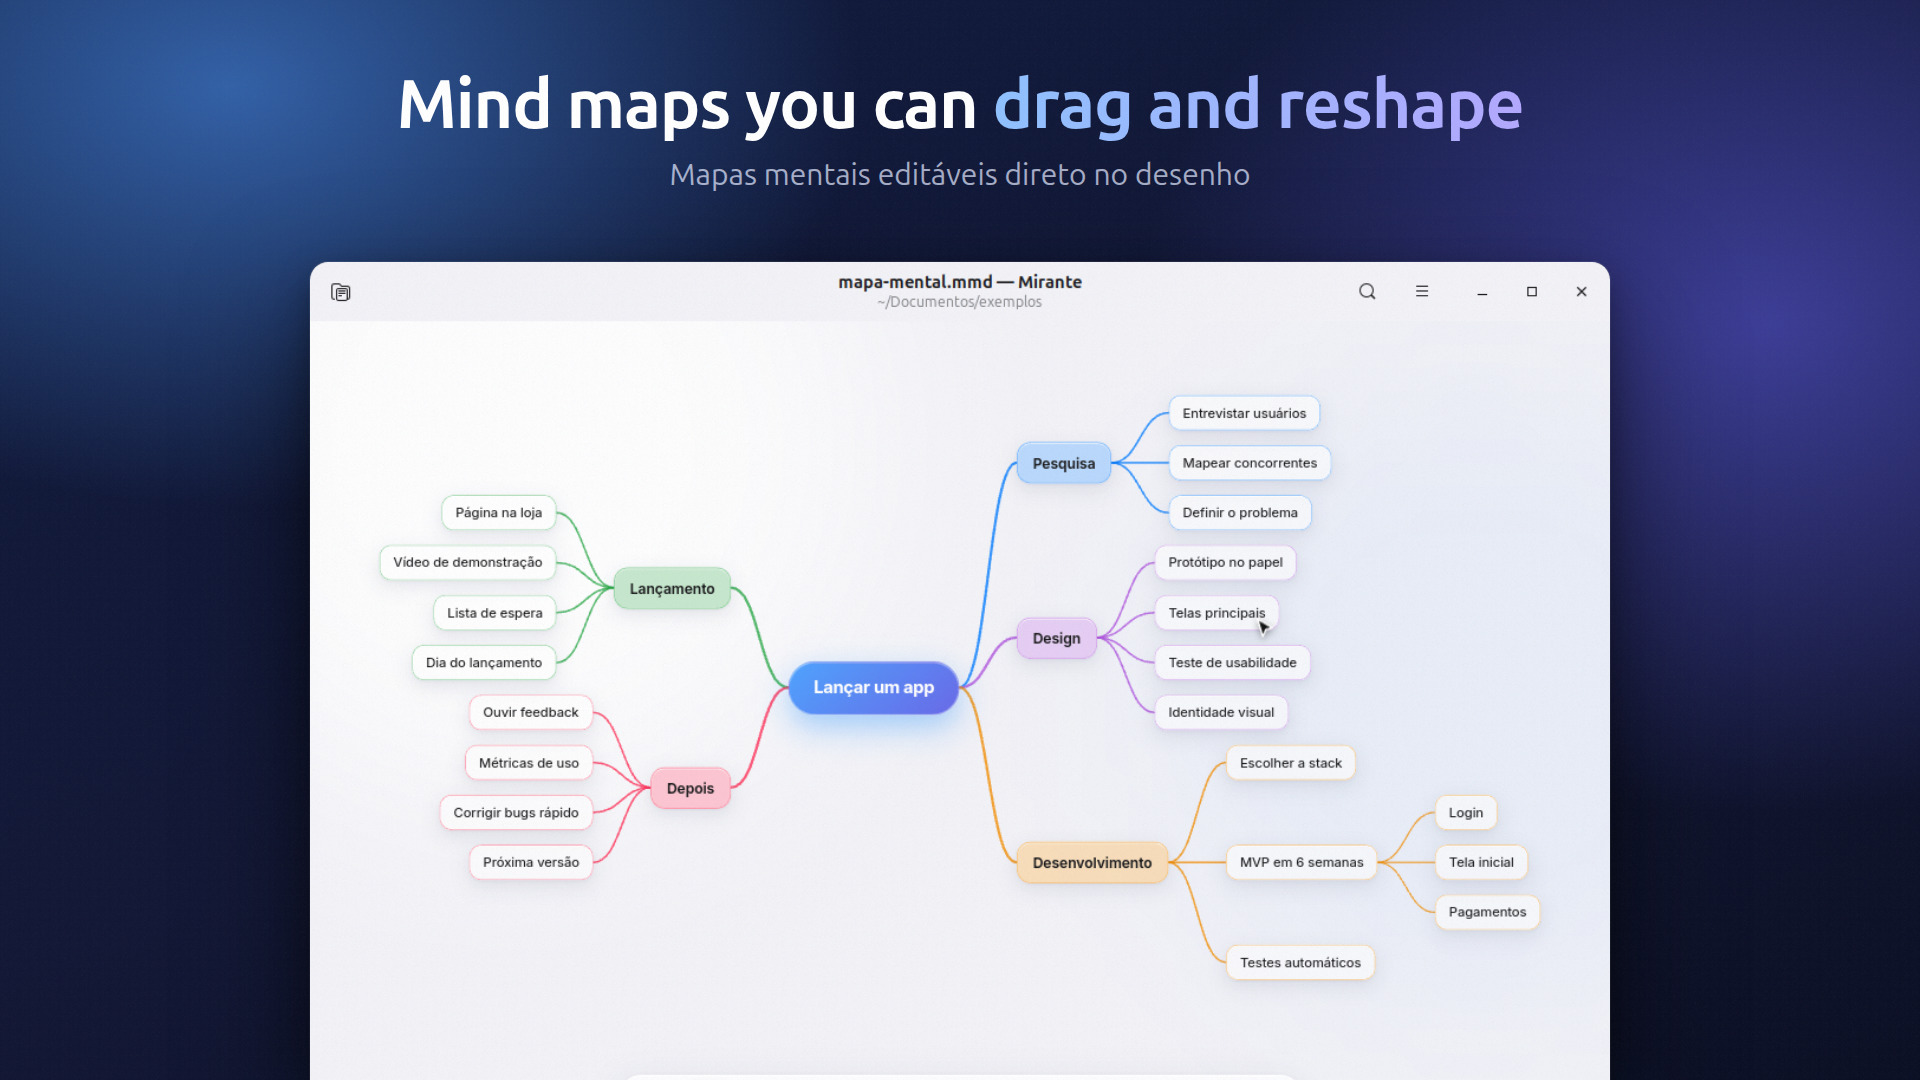 Mind maps you can drag and reshape
Mapas mentais editáveis direto no desenho
mapa-mental.mmd — Mirante
~/Documentos/exemplos
Página na loja
Vídeo de demonstração
Lista de espera
Dia do lançamento
Lançamento
Ouvir feedback
Métricas de uso
Corrigir bugs rápido
Próxima versão
Depois
Lançar um app
Pesquisa
Entrevistar usuários
Mapear concorrentes
Definir o problema
Design
Protótipo no papel
Telas principais
Teste de usabilidade
Identidade visual
Desenvolvimento
Escolher a stack
MVP em 6 semanas
Login
Tela inicial
Pagamentos
Testes automáticos